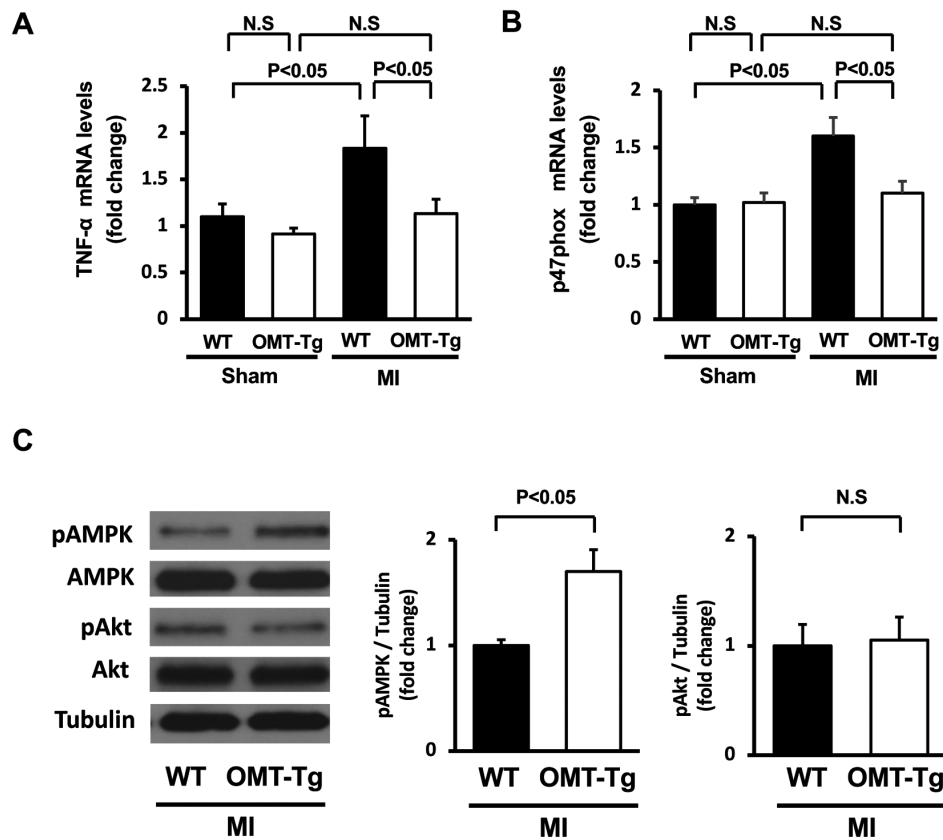 A
N.S
N.S
P<0.05
P<0.05
TNF-α mRNA levels
(fold change)
2.5
2
1.5
1
0.5
0
WT
OMT-Tg
WT
OMT-Tg
Sham
MI
B
N.S
N.S
P<0.05
P<0.05
p47phox mRNA levels
(fold change)
2
1.5
1
0.5
0
WT
OMT-Tg
WT
OMT-Tg
Sham
MI
C
pAMPK
AMPK
pAkt
Akt
Tubulin
WT
OMT-Tg
MI
P<0.05
pAMPK / Tubulin
(fold change)
2
1
0
WT
OMT-Tg
MI
N.S
pAkt / Tubulin
(fold change)
2
1
0
WT
OMT-Tg
MI